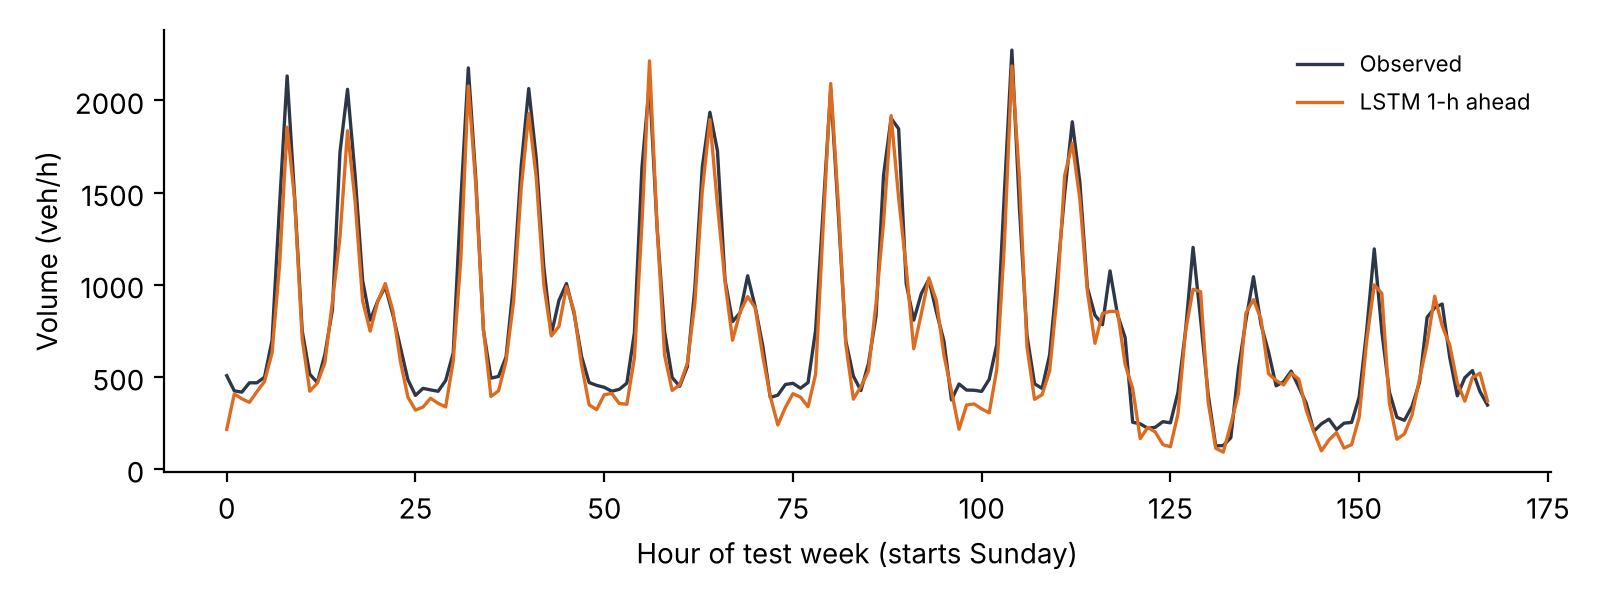 Observed
LSTM 1-h ahead
Volume (veh/h)
2000
1500
1000
500
0
0 25 50 75 100 125 150 175
Hour of test week (starts Sunday)